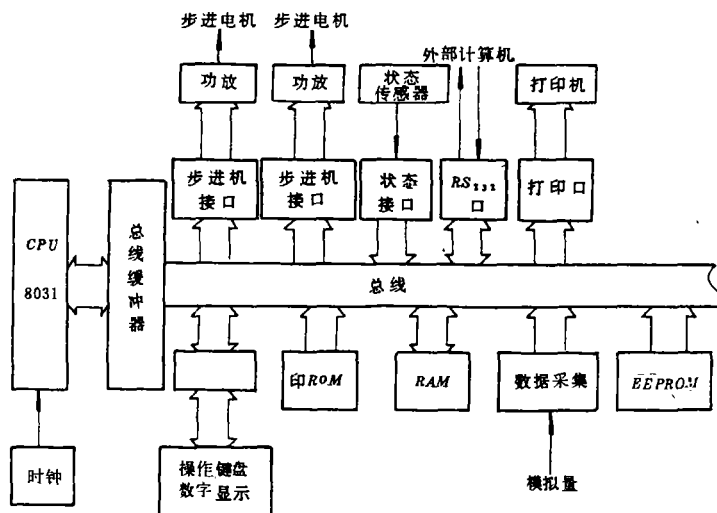 步进电机 步进电机
外部计算机
功放 功放 状态
传感器 打印机
步进机
接口
步进机
接口
状态
接口
RS232
口
打印口
CPU
8031
总线缓冲器
总线
印ROM RAM 数据采集 EEPROM
时钟
操作键盘
数字显示
模拟量